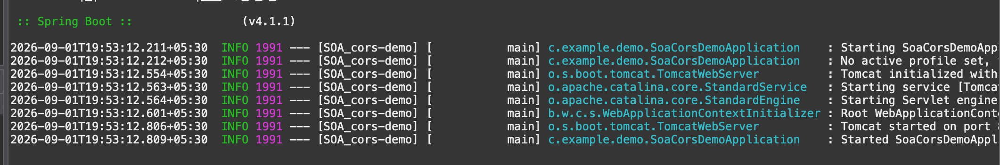 :: Spring Boot :: (v4.1.1)
2026-09-01T19:53:12.211+05:30 INFO 1991 --- [SOA_cors-demo] [ main] c.example.demo.SoaCorsDemoApplication : Starting SoaCorsDemoApp
2026-09-01T19:53:12.212+05:30 INFO 1991 --- [SOA_cors-demo] [ main] c.example.demo.SoaCorsDemoApplication : No active profile set,
2026-09-01T19:53:12.554+05:30 INFO 1991 --- [SOA_cors-demo] [ main] o.s.boot.tomcat.TomcatWebServer : Tomcat initialized with
2026-09-01T19:53:12.563+05:30 INFO 1991 --- [SOA_cors-demo] [ main] o.apache.catalina.core.StandardService : Starting service [Tomca
2026-09-01T19:53:12.564+05:30 INFO 1991 --- [SOA_cors-demo] [ main] o.apache.catalina.core.StandardEngine : Starting Servlet engine
2026-09-01T19:53:12.601+05:30 INFO 1991 --- [SOA_cors-demo] [ main] b.w.c.s.WebApplicationContextInitializer : Root WebApplicationCont
2026-09-01T19:53:12.806+05:30 INFO 1991 --- [SOA_cors-demo] [ main] o.s.boot.tomcat.TomcatWebServer : Tomcat started on port
2026-09-01T19:53:12.809+05:30 INFO 1991 --- [SOA_cors-demo] [ main] c.example.demo.SoaCorsDemoApplication : Started SoaCorsDemoAppl